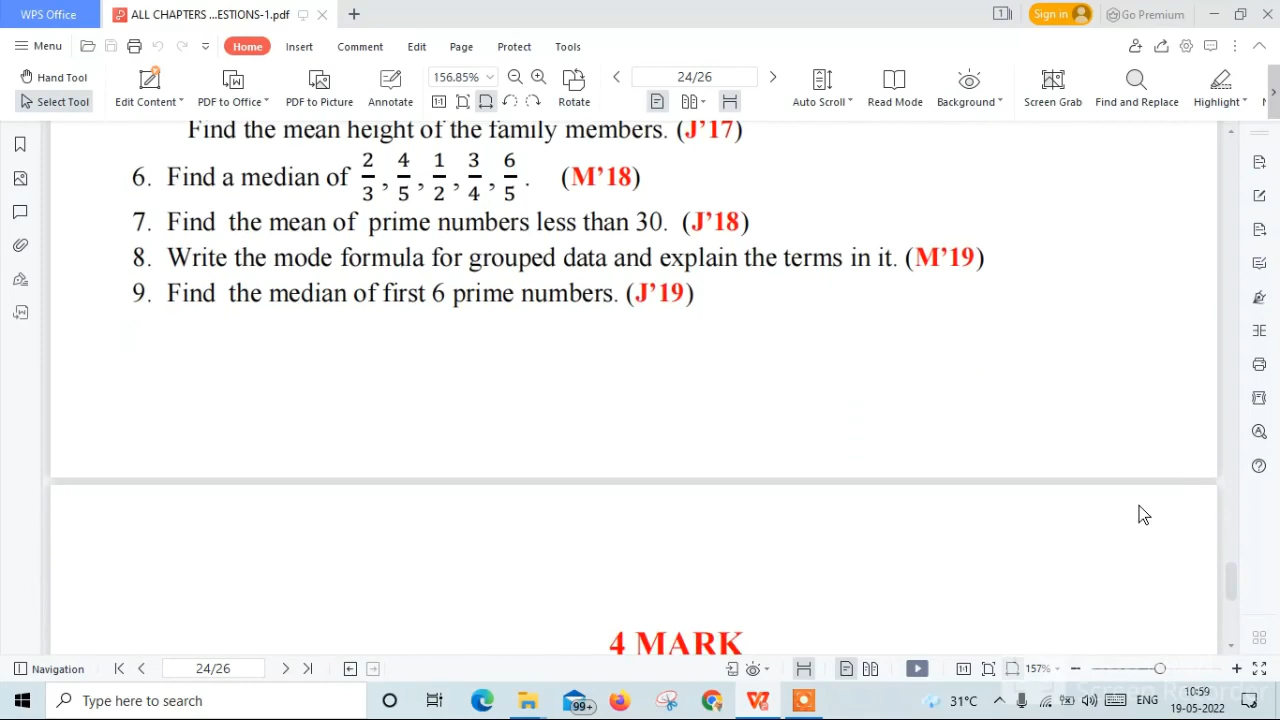 WPS Office
ALL CHAPTERS ...ESTIONS-1.pdf
Sign in
Go Premium
Menu
Home
Insert
Comment
Edit
Page
Protect
Tools
Hand Tool
Select Tool
Edit Content
PDF to Office
PDF to Picture
Annotate
156.85%
Rotate
24/26
Auto Scroll
Read Mode
Background
Screen Grab
Find and Replace
Highlight
Find the mean height of the family members. (J’17)
6. Find a median of 2/3, 4/5, 1/2, 3/4, 6/5. (M’18)
7. Find the mean of prime numbers less than 30. (J’18)
8. Write the mode formula for grouped data and explain the terms in it. (M’19)
9. Find the median of first 6 prime numbers. (J’19)
4 MARK
Navigation
24/26
157%
Type here to search
99+
31°C
ENG
10:59
19-05-2022